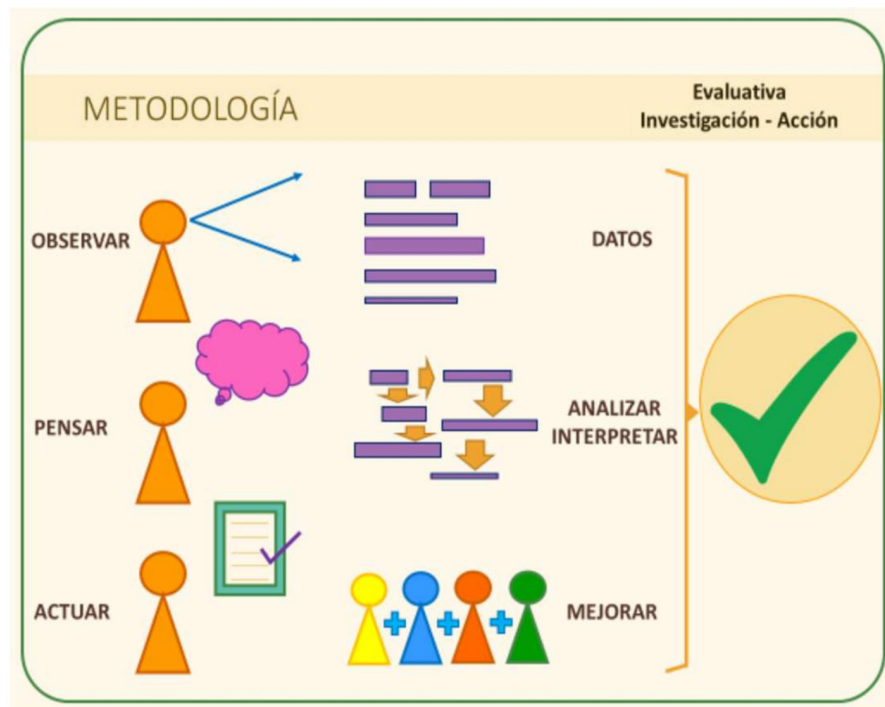 METODOLOGÍA
Evaluativa
Investigación - Acción
OBSERVAR
DATOS
PENSAR
ANALIZAR
INTERPRETAR
ACTUAR
MEJORAR